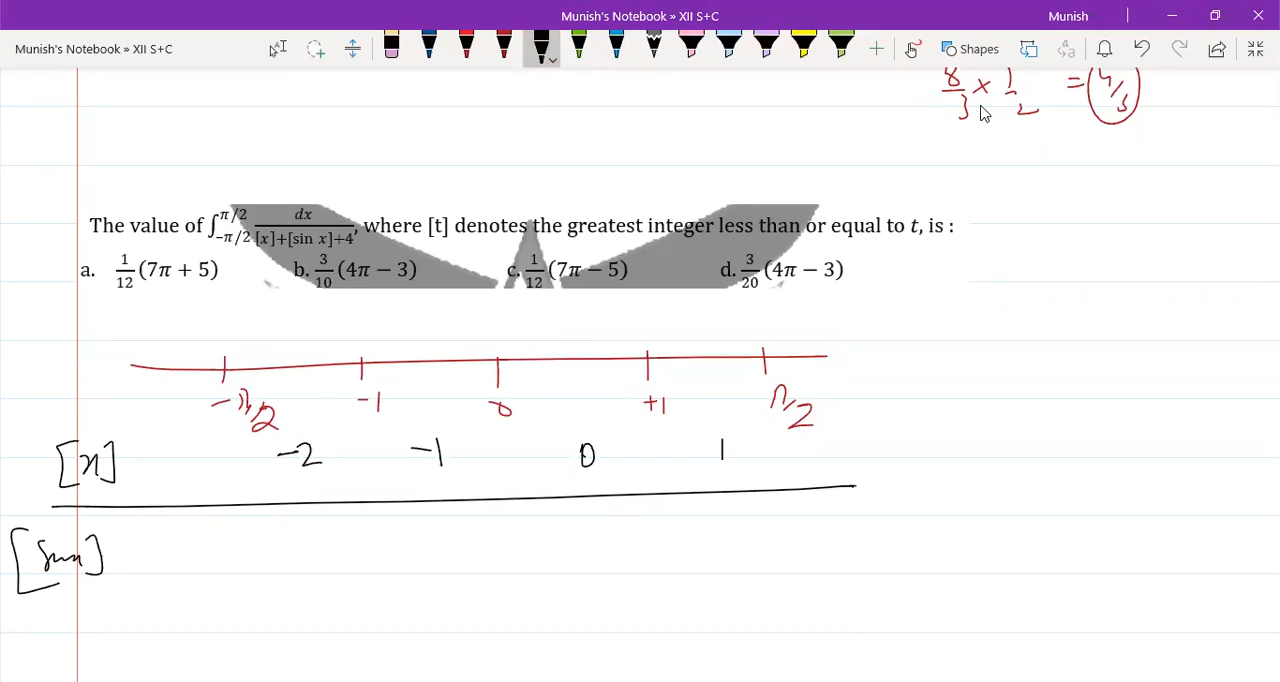 Munish's Notebook » XII S+C
Munish
Munish's Notebook » XII S+C
Shapes
8/3 × 1/2 = 4/3
The value of ∫_{−π/2}^{π/2} dx/([x]+[sin x]+4), where [t] denotes the greatest integer less than or equal to t, is :
a. 1/12 (7π + 5) b. 3/10 (4π − 3) c. 1/12 (7π − 5) d. 3/20 (4π − 3)
−π/2 -1 0 +1 π/2
[x] -2 -1 0 1
[sinx]